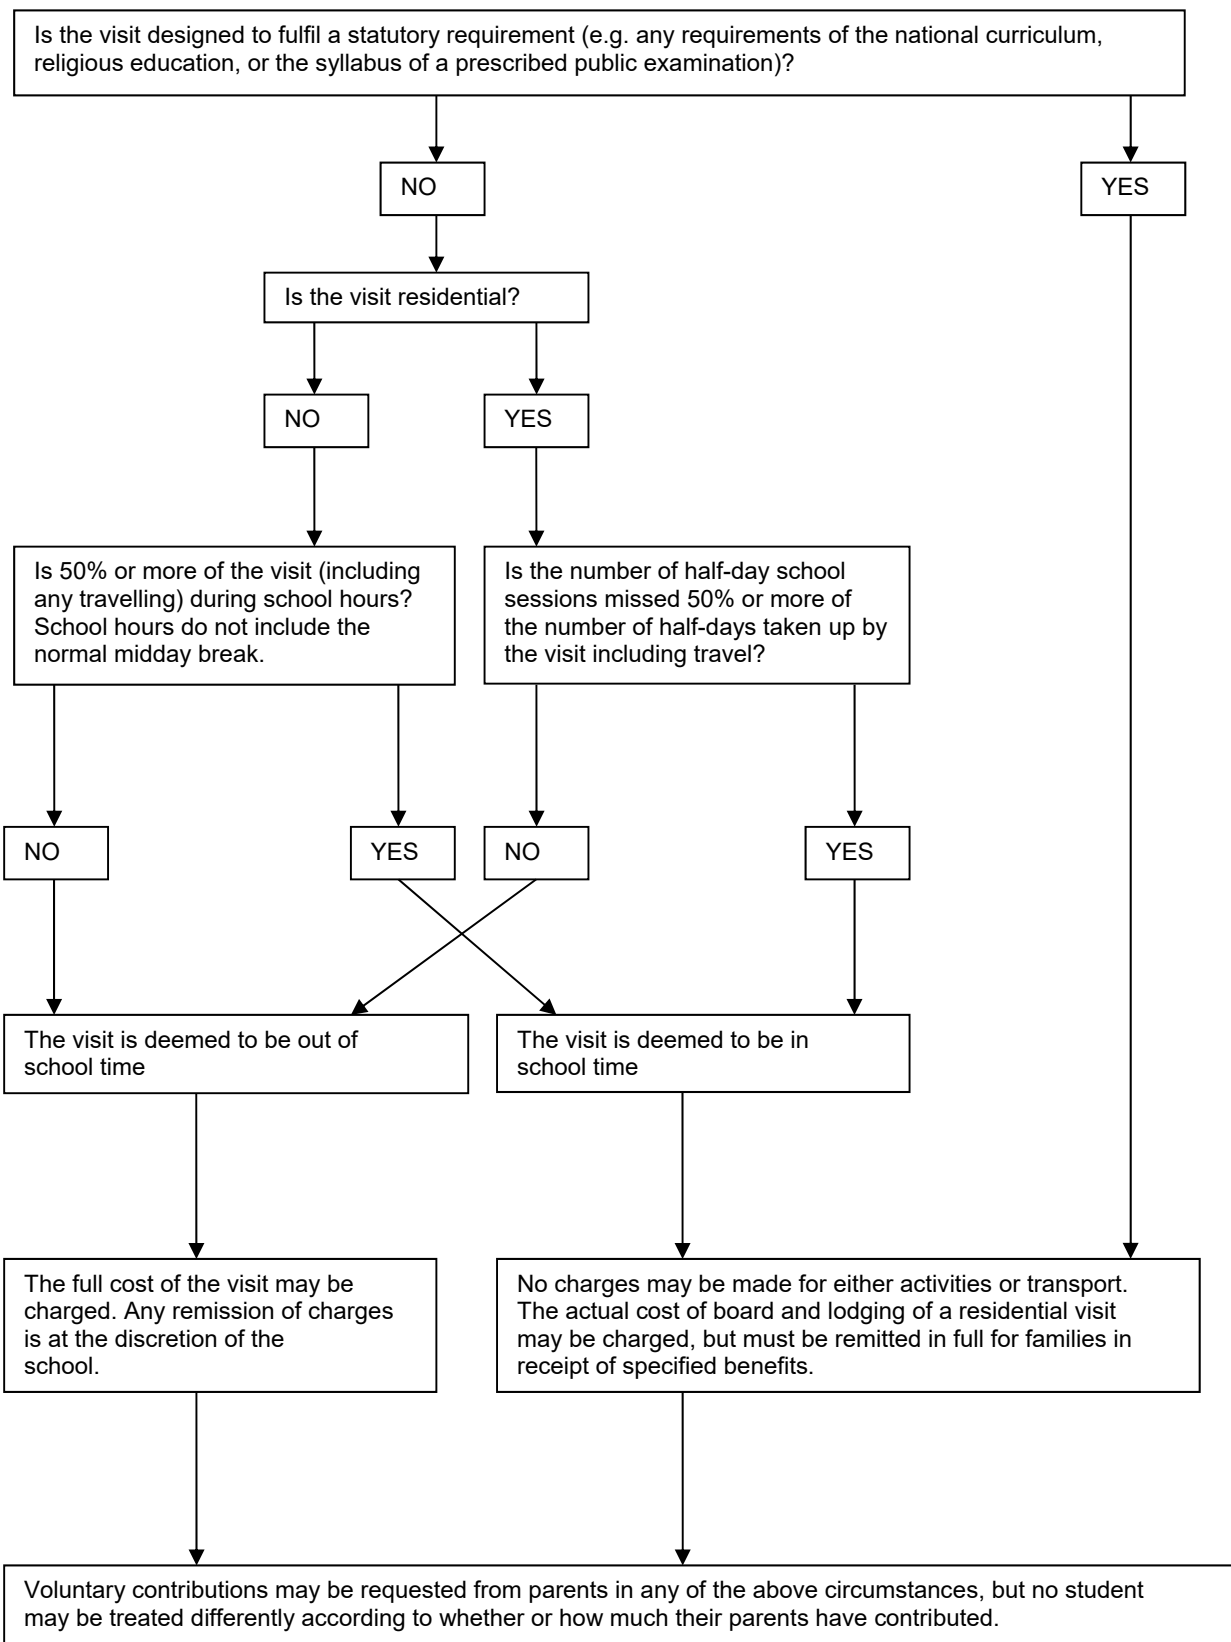 Is the visit designed to fulfil a statutory requirement (e.g. any requirements of the national curriculum,
religious education, or the syllabus of a prescribed public examination)?
NO
YES
Is the visit residential?
NO
YES
Is 50% or more of the visit (including
any travelling) during school hours?
School hours do not include the
normal midday break.
Is the number of half-day school
sessions missed 50% or more of
the number of half-days taken up by
the visit including travel?
NO
YES
NO
YES
The visit is deemed to be out of
school time
The visit is deemed to be in
school time
The full cost of the visit may be
charged. Any remission of charges
is at the discretion of the
school.
No charges may be made for either activities or transport.
The actual cost of board and lodging of a residential visit
may be charged, but must be remitted in full for families in
receipt of specified benefits.
Voluntary contributions may be requested from parents in any of the above circumstances, but no student
may be treated differently according to whether or how much their parents have contributed.